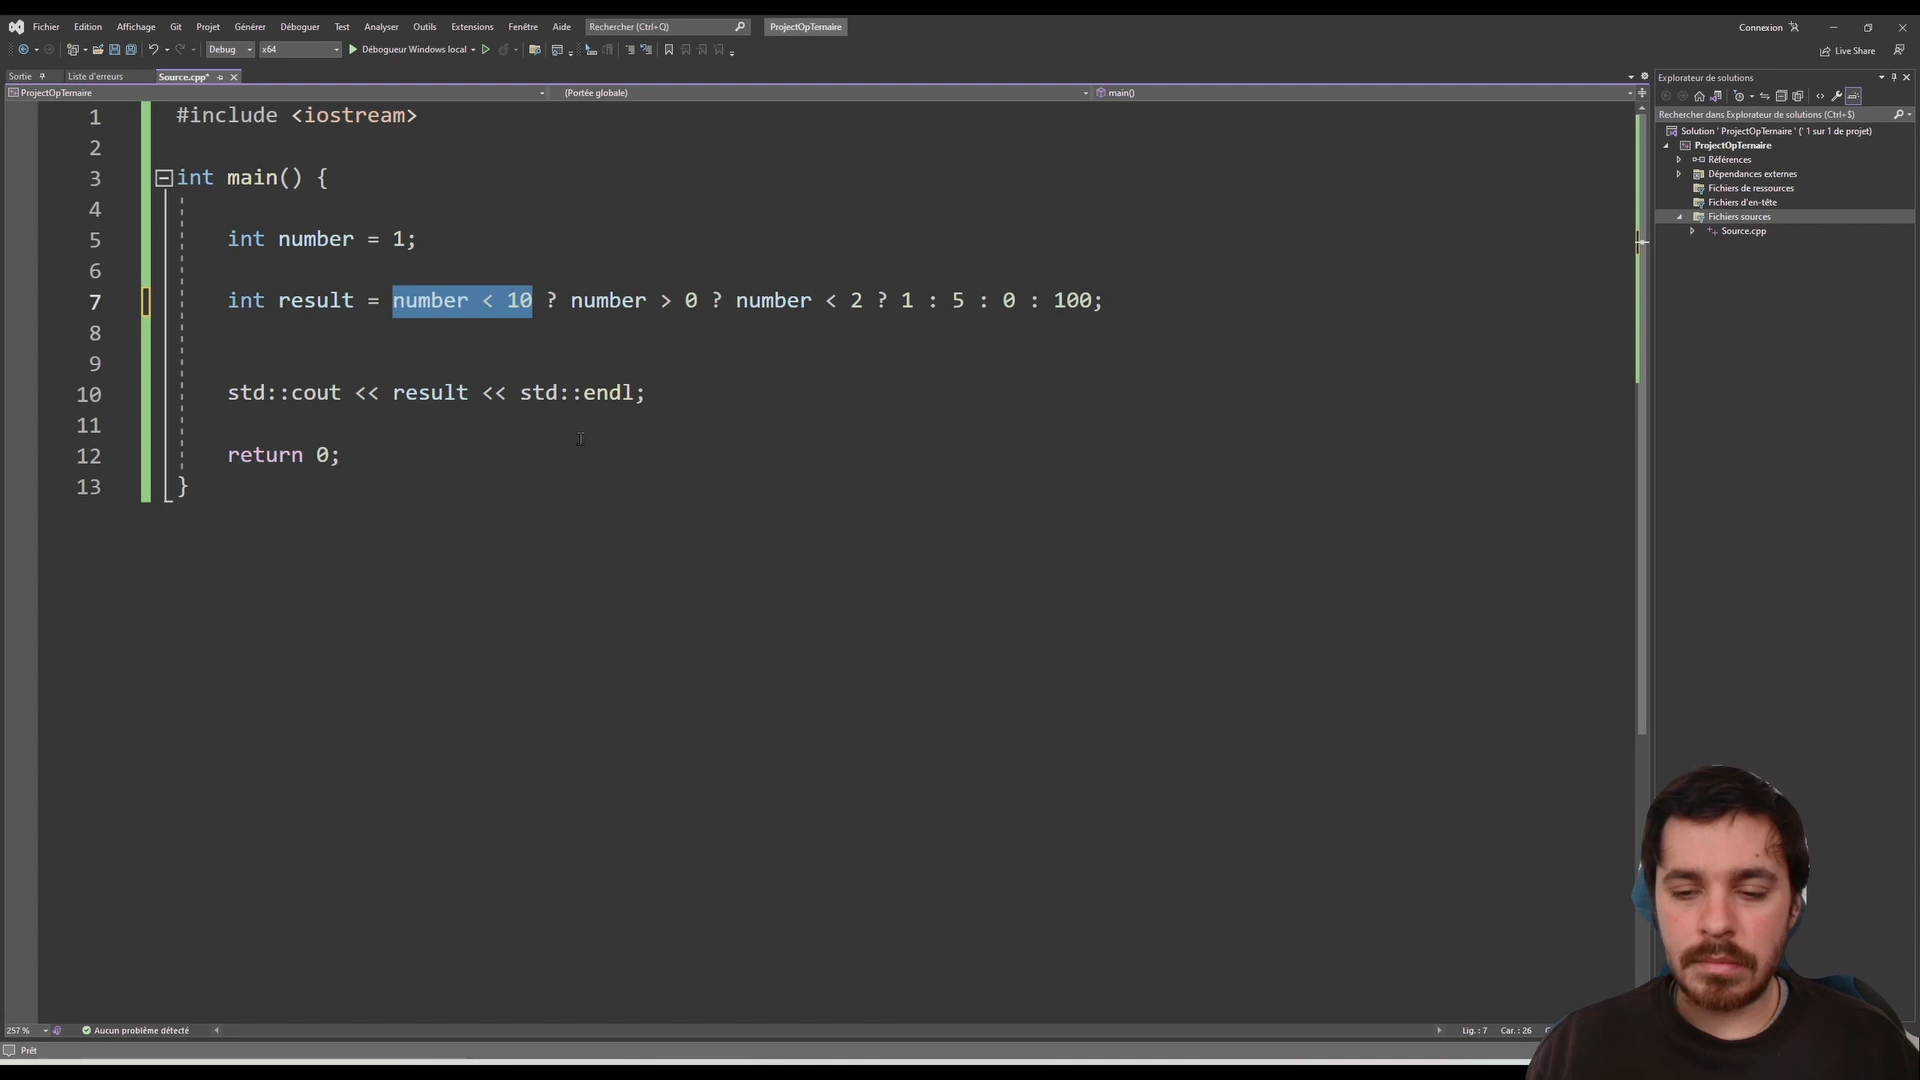 Fichier Edition Affichage Git Projet Générer Déboguer Test Analyser Outils Extensions Fenêtre Aide Rechercher (Ctrl+Q) ProjectOpTernaire Connexion
Debug x64 Débogueur Windows local Live Share
Sortie Liste d'erreurs Source.cpp* Explorateur de solutions
ProjectOpTernaire (Portée globale) main()
Rechercher dans Explorateur de solutions (Ctrl+$)
Solution ' ProjectOpTernaire ' (' 1 sur 1 de projet)
ProjectOpTernaire
Références
Dépendances externes
Fichiers de ressources
Fichiers d'en-tête
Fichiers sources
Source.cpp
1 #include <iostream>
2
3 int main() {
4
5 int number = 1;
6
7 int result = number < 10 ? number > 0 ? number < 2 ? 1 : 5 : 0 : 100;
8
9
10 std::cout << result << std::endl;
11
12 return 0;
13 }
257 % Aucun problème détecté Lig. : 7 Car. : 26
Prêt